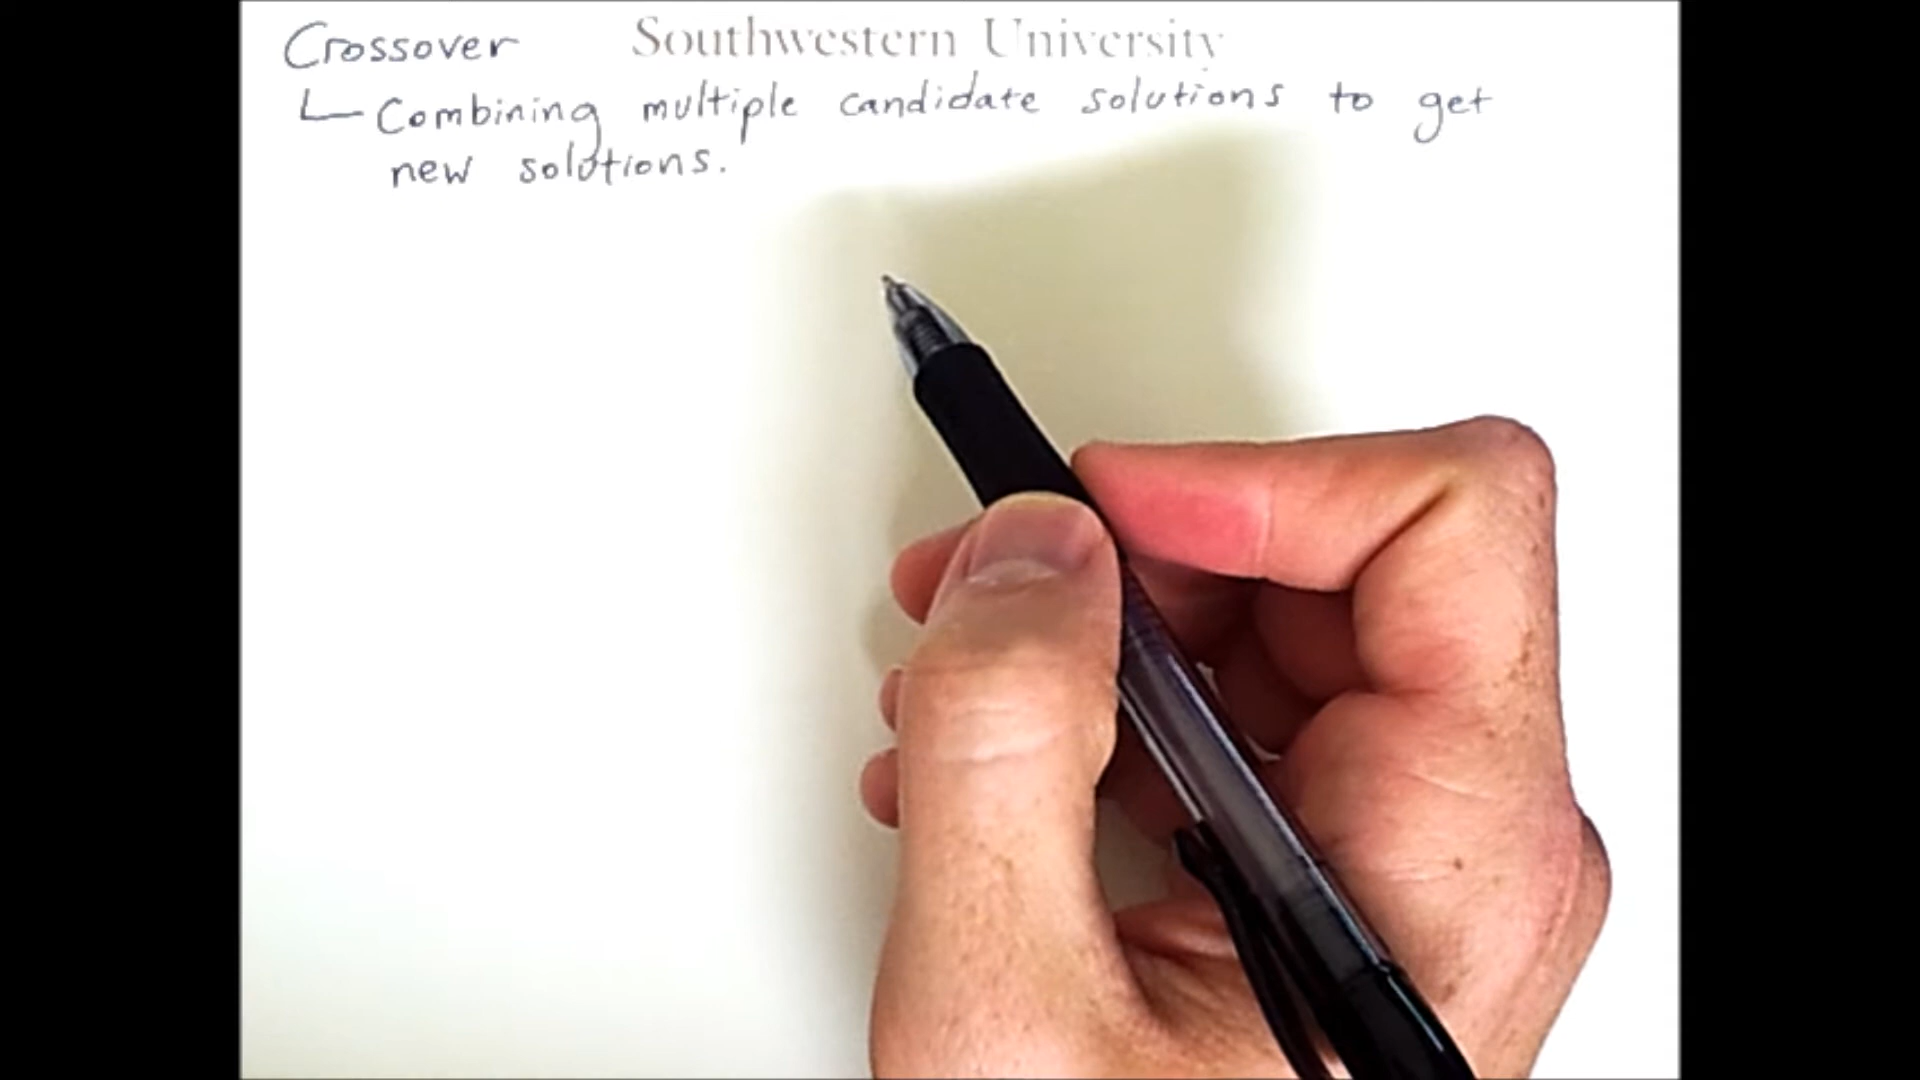 Crossover Southwestern University
Combining multiple candidate solutions to get
new solutions.